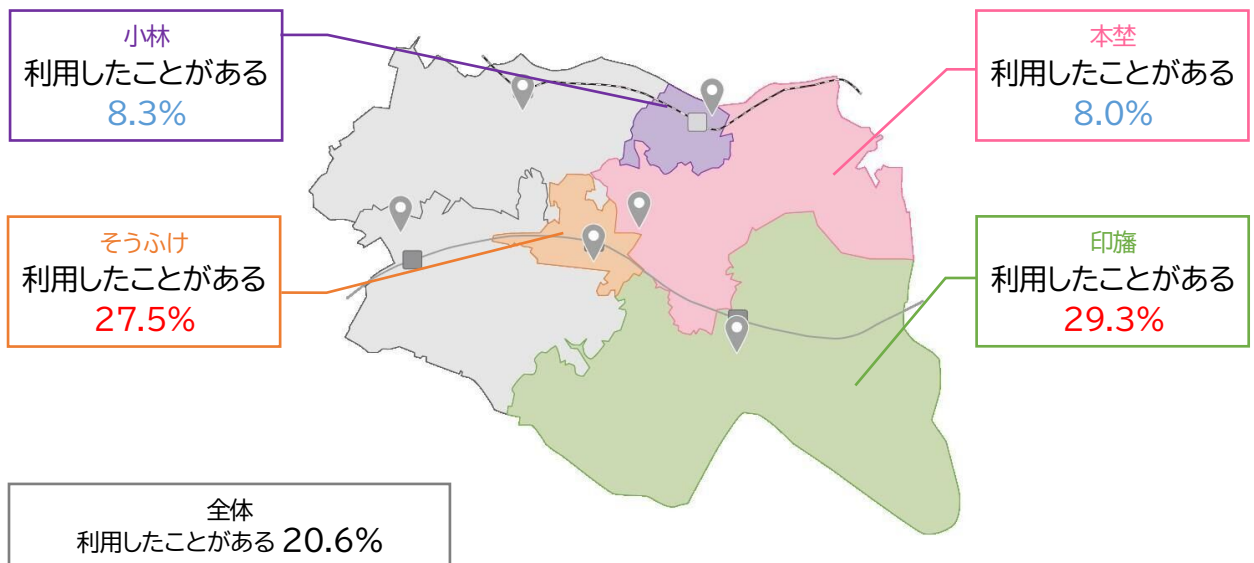 小林
利用したことがある
8.3%
本埜
利用したことがある
8.0%
そうふけ
利用したことがある
27.5%
印旛
利用したことがある
29.3%
全体
利用したことがある 20.6%